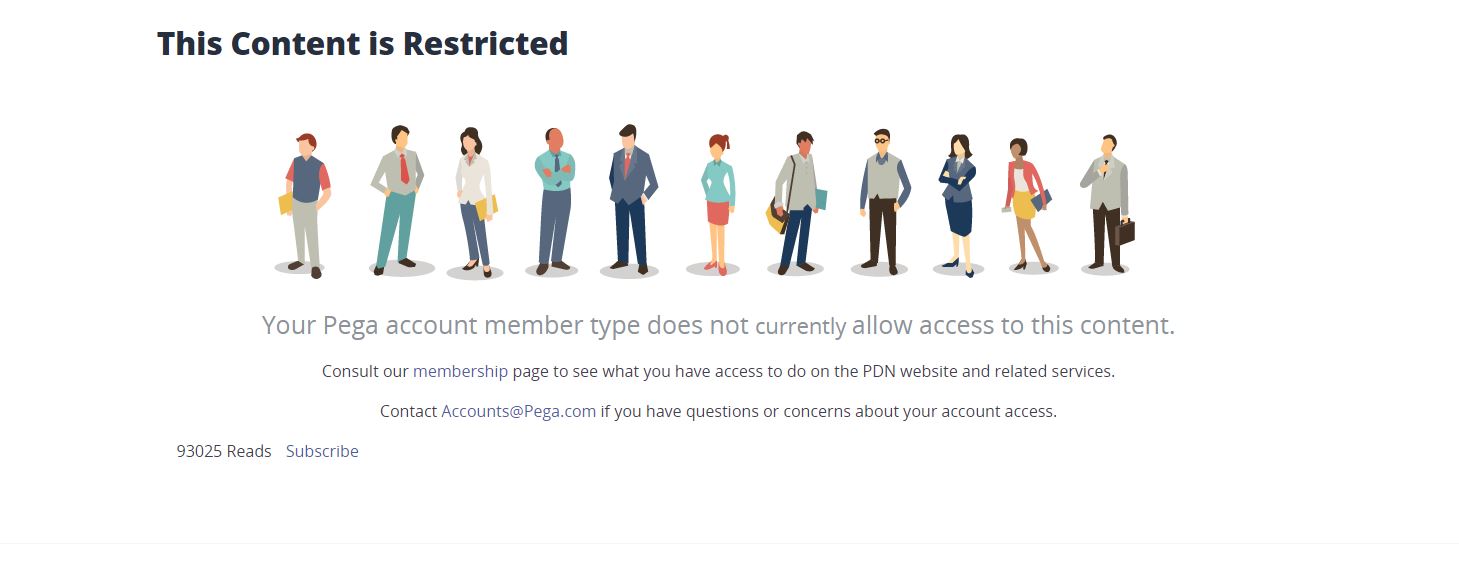 This Content is Restricted
Your Pega account member type does not currently allow access to this content.
Consult our membership page to see what you have access to do on the PDN website and related services.
Contact Accounts@Pega.com if you have questions or concerns about your account access.
93025 Reads Subscribe